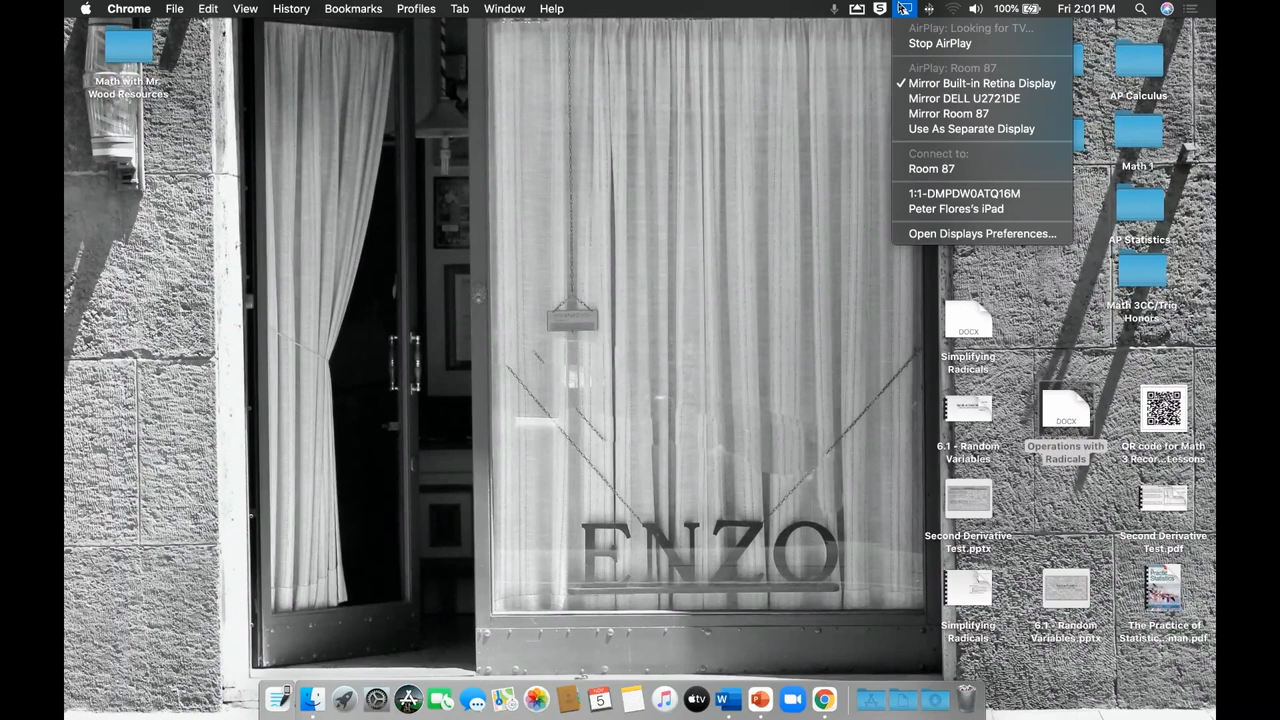 Chrome File Edit View History Bookmarks Profiles Tab Window Help 100% Fri 2:01 PM
AirPlay: Looking for TV...
Stop AirPlay
AirPlay: Room 87
Mirror Built-in Retina Display
Mirror DELL U2721DE
Mirror Room 87
Use As Separate Display
Connect to:
Room 87
1:1-DMPDW0ATQ16M
Peter Flores's iPad
Open Displays Preferences...
Math with Mr.
Wood Resources
AP Calculus
Math 1
AP Statistics
Math 3CC/Trig -
Honors
DOCX
Simplifying
Radicals
6.1 - Random
Variables
DOCX
Operations with
Radicals
QR code for Math
3 Recor...Lessons
Second Derivative
Test.pptx
Second Derivative
Test.pdf
Simplifying
Radicals
6.1 - Random
Variables.pptx
The Practice of
Statistic...man.pdf
ENZO
NOV
5
W
P
tv